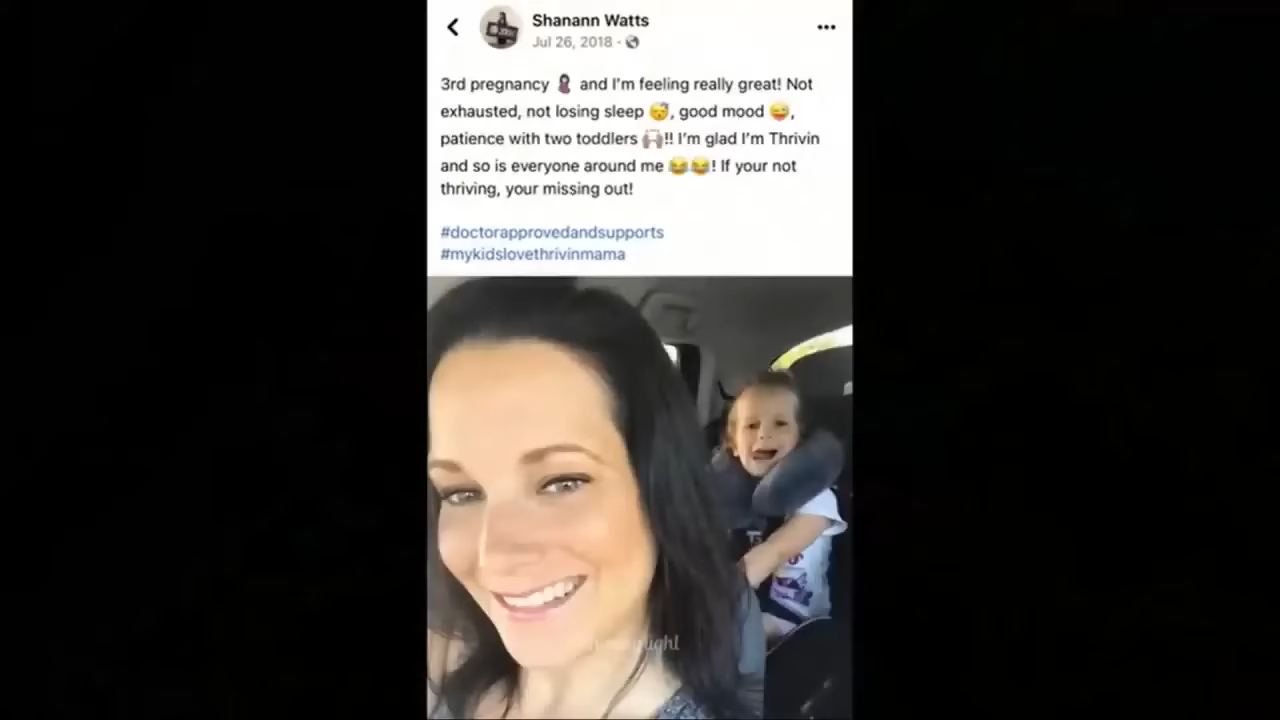 Shanann Watts
Jul 26, 2018 ·
3rd pregnancy 🤰 and I'm feeling really great! Not
exhausted, not losing sleep 😴, good mood 😜,
patience with two toddlers 🙌!! I'm glad I'm Thrivin
and so is everyone around me 😂😂! If your not
thriving, your missing out!
#doctorapprovedandsupports
#mykidslovethrivinmama